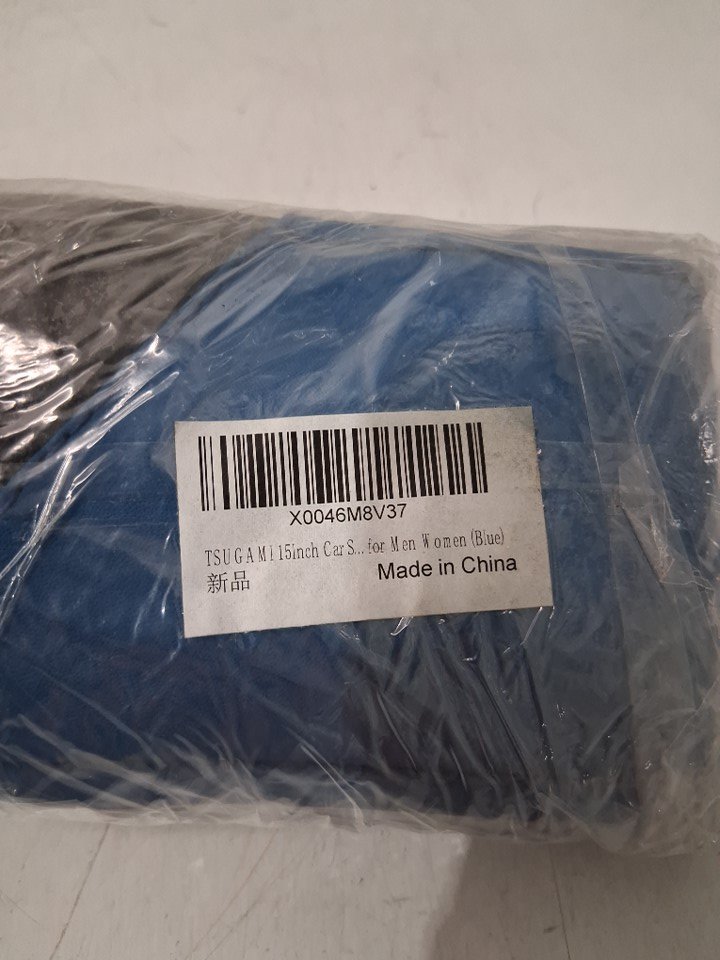 X0046M8V37
TSUGAMI 15inch Car S... for Men Women (Blue)
新品
Made in China